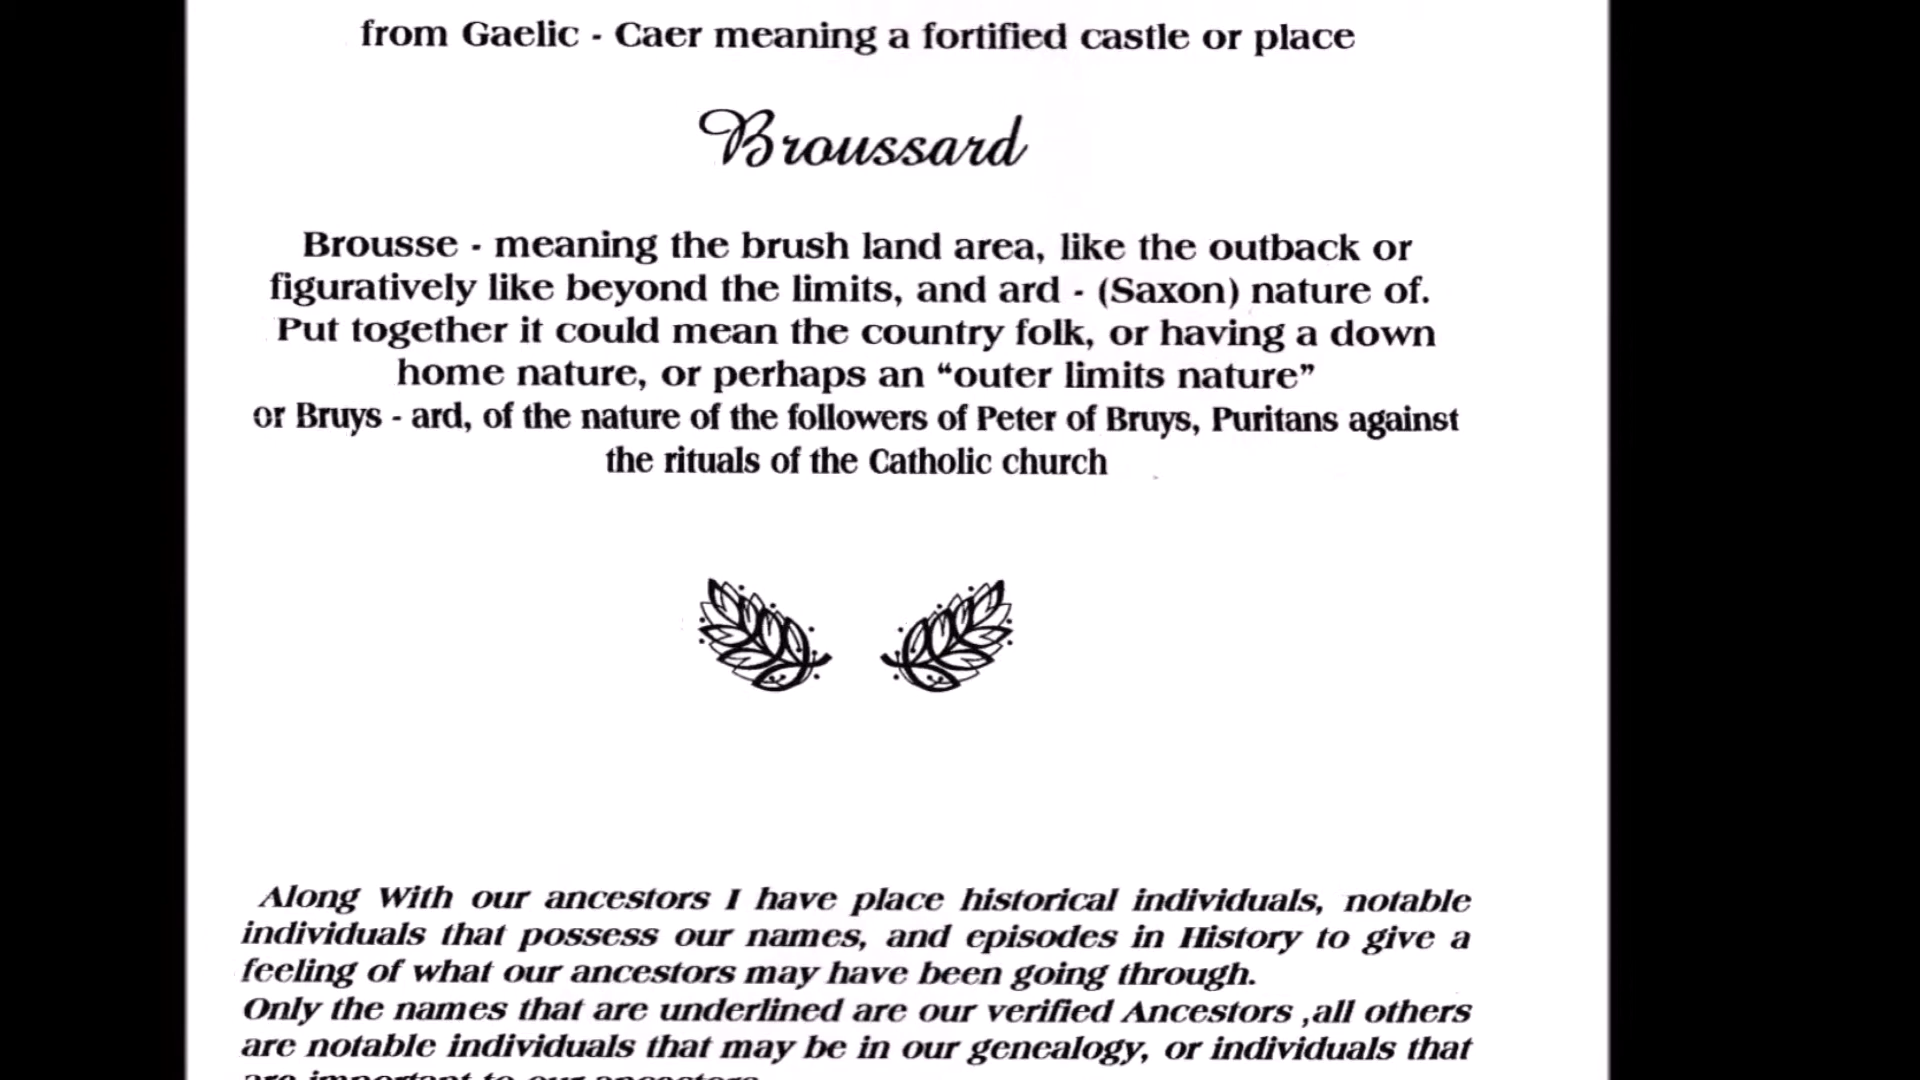 from Gaelic - Caer meaning a fortified castle or place
Broussard
Brousse - meaning the brush land area, like the outback or
figuratively like beyond the limits, and ard - (Saxon) nature of.
Put together it could mean the country folk, or having a down
home nature, or perhaps an “outer limits nature”
or Bruys - ard, of the nature of the followers of Peter of Bruys, Puritans against
the rituals of the Catholic church
Along With our ancestors I have place historical individuals, notable
individuals that possess our names, and episodes in History to give a
feeling of what our ancestors may have been going through.
Only the names that are underlined are our verified Ancestors ,all others
are notable individuals that may be in our genealogy, or individuals that
are important to our ancestors.